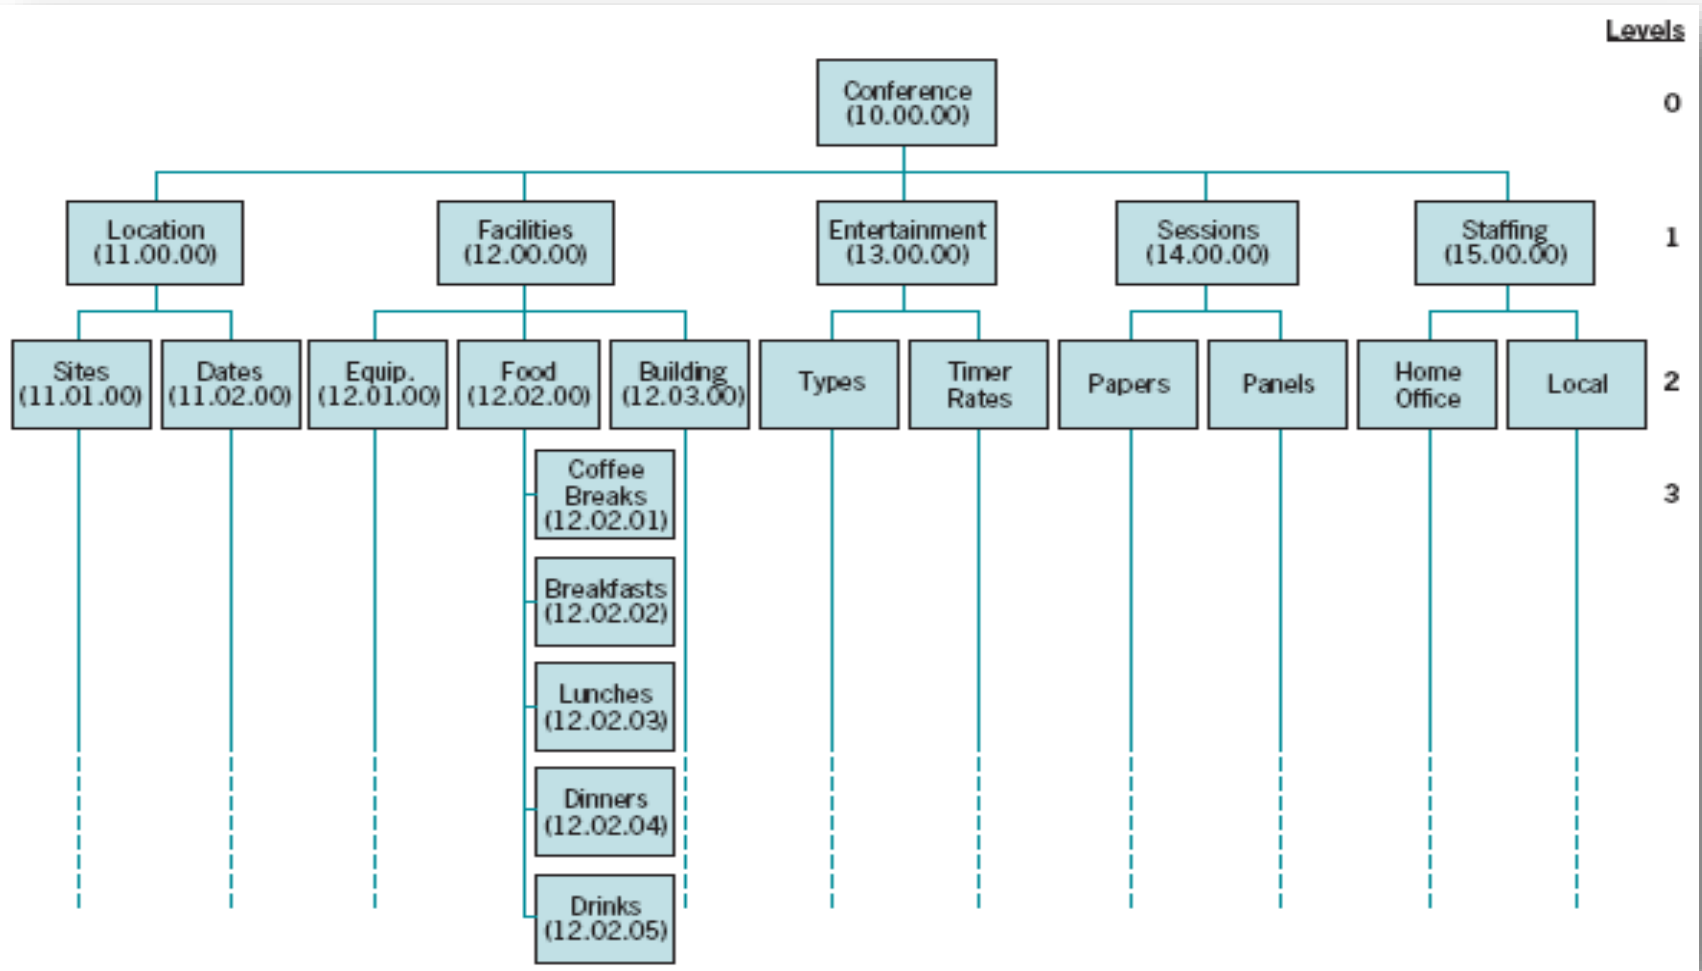 Levels
Conference
(10.00.00)
0
Location
(11.00.00)
Facilities
(12.00.00)
Entertainment
(13.00.00)
Sessions
(14.00.00)
Staffing
(15.00.00)
1
Sites
(11.01.00)
Dates
(11.02.00)
Equip.
(12.01.00)
Food
(12.02.00)
Building
(12.03.00)
Types
Timer
Rates
Papers
Panels
Home
Office
Local
2
Coffee
Breaks
(12.02.01)
3
Breakfasts
(12.02.02)
Lunches
(12.02.03)
Dinners
(12.02.04)
Drinks
(12.02.05)